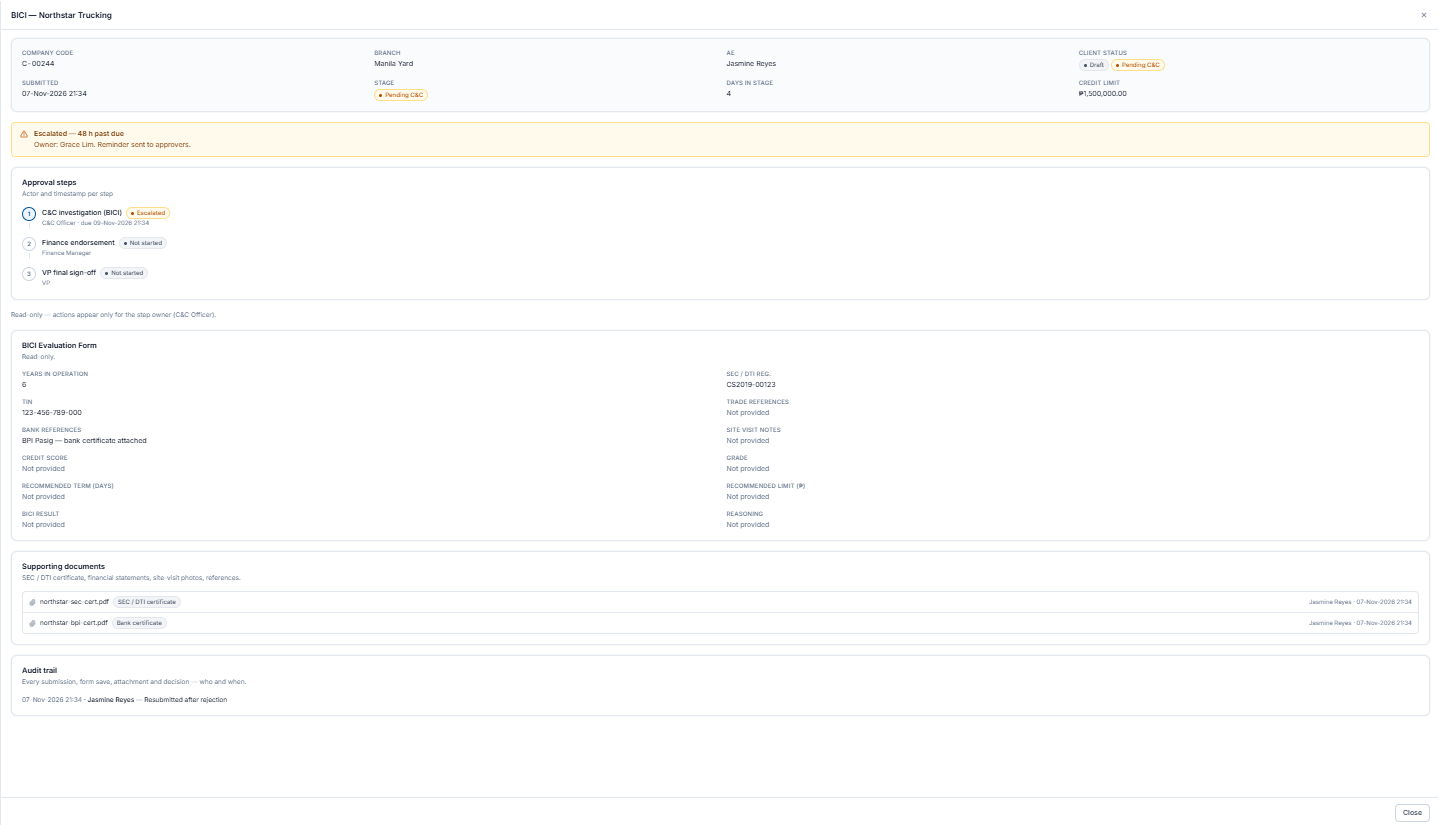 BICI — Northstar Trucking
COMPANY CODE
C-00244
BRANCH
Manila Yard
AE
Jasmine Reyes
CLIENT STATUS
Draft
Pending C&C
SUBMITTED
07-Nov-2026 21:34
STAGE
Pending C&C
DAYS IN STAGE
4
CREDIT LIMIT
₱1,500,000.00
Escalated — 48 h past due
Owner: Grace Lim. Reminder sent to approvers.
Approval steps
Actor and timestamp per step
1
C&C investigation (BICI)
Escalated
C&C Officer · due 09-Nov-2026 21:34
2
Finance endorsement
Not started
Finance Manager
3
VP final sign-off
Not started
VP
Read-only — actions appear only for the step owner (C&C Officer).
BICI Evaluation Form
Read-only.
YEARS IN OPERATION
6
SEC / DTI REG.
CS2019-00123
TIN
123-456-789-000
TRADE REFERENCES
Not provided
BANK REFERENCES
BPI Pasig — bank certificate attached
SITE VISIT NOTES
Not provided
CREDIT SCORE
Not provided
GRADE
Not provided
RECOMMENDED TERM (DAYS)
Not provided
RECOMMENDED LIMIT (₱)
Not provided
BICI RESULT
Not provided
REASONING
Not provided
Supporting documents
SEC / DTI certificate, financial statements, site-visit photos, references.
northstar-sec-cert.pdf
SEC / DTI certificate
Jasmine Reyes · 07-Nov-2026 21:34
northstar-bpi-cert.pdf
Bank certificate
Jasmine Reyes · 07-Nov-2026 21:34
Audit trail
Every submission, form save, attachment and decision — who and when.
07-Nov-2026 21:34 · Jasmine Reyes — Resubmitted after rejection
Close